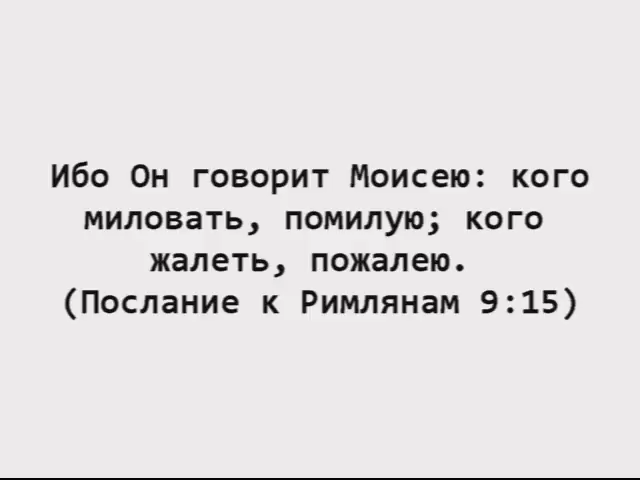 Ибо Он говорит Моисею: кого
миловать, помилую; кого
жалеть, пожалею.
(Послание к Римлянам 9:15)